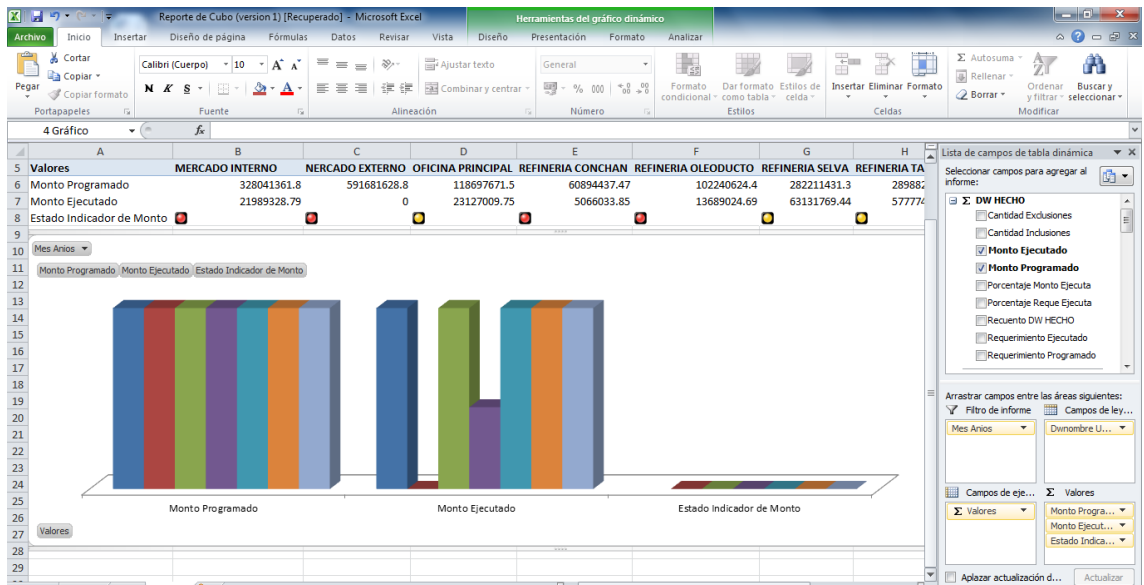 Reporte de Cubo (version 1) [Recuperado] - Microsoft Excel
Herramientas del gráfico dinámico
Archivo Inicio Insertar Diseño de página Fórmulas Datos Revisar Vista Diseño Presentación Formato Analizar
Pegar
Cortar
Copiar
Copiar formato
Portapapeles
Calibri (Cuerpo) 10 A A
N K S A
Fuente
Ajustar texto
Combinar y centrar
Alineación
General
% 000
Número
Formato condicional
Dar formato como tabla
Estilos de celda
Estilos
Insertar Eliminar Formato
Celdas
Σ Autosuma
Rellenar
Borrar
Ordenar y filtrar
Buscar y seleccionar
Modificar
4 Gráfico fx
A B C D E F G H
5 Valores MERCADO INTERNO NERCADO EXTERNO OFICINA PRINCIPAL REFINERIA CONCHAN REFINERIA OLEODUCTO REFINERIA SELVA REFINERIA TA
6 Monto Programado 328041361.8 591681628.8 118697671.5 60894437.47 102240624.4 282211431.3 289882
7 Monto Ejecutado 21989328.79 0 23127009.75 5066033.85 13689024.69 63131769.44 577774
8 Estado Indicador de Monto
9
10 Mes Anios
11 Monto Programado Monto Ejecutado Estado Indicador de Monto
12
13
14
15
16
17
18
19
20
21
22
23
24
25
26 Monto Programado Monto Ejecutado Estado Indicador de Monto
27 Valores
28
29
Lista de campos de tabla dinámica
Seleccionar campos para agregar al informe:
Σ DW HECHO
Cantidad Exclusiones
Cantidad Inclusiones
Monto Ejecutado
Monto Programado
Porcentaje Monto Ejecuta
Porcentaje Reque Ejecuta
Recuento DW HECHO
Requerimiento Ejecutado
Requerimiento Programado
Arrastrar campos entre las áreas siguientes:
Filtro de informe Campos de ley...
Mes Anios Dwnombre U...
Campos de eje... Σ Valores
Σ Valores Monto Progra...
Monto Ejecut...
Estado Indica...
Aplazar actualización d... Actualizar